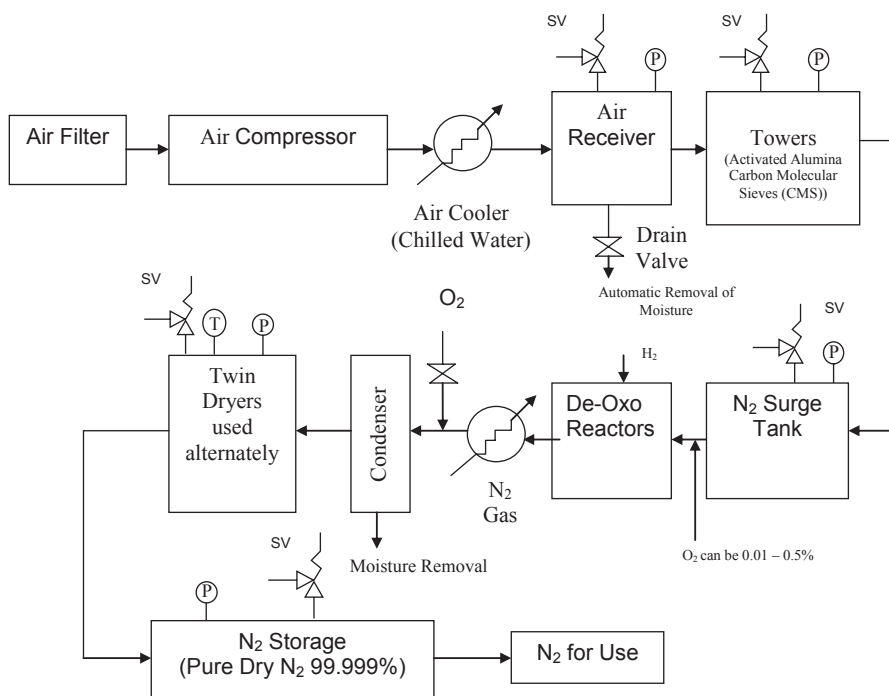 SV
P
SV
P
Air Filter
Air Compressor
Air
Receiver
Towers
(Activated Alumina
Carbon Molecular
Sieves (CMS))
Air Cooler
(Chilled Water)
Drain
Valve
Automatic Removal of
Moisture
SV
T
P
O₂
H₂
SV
P
Twin
Dryers
used
alternately
Condenser
N₂
Gas
De-Oxo
Reactors
N₂ Surge
Tank
Moisture Removal
O₂ can be 0.01 – 0.5%
P
SV
N₂ Storage
(Pure Dry N₂ 99.999%)
N₂ for Use